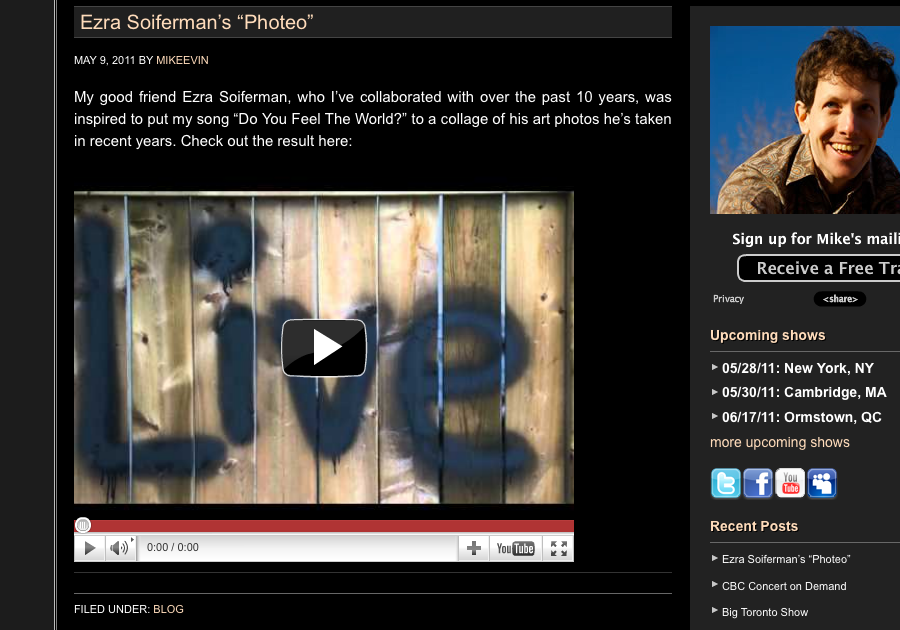 Ezra Soiferman’s “Photeo”
MAY 9, 2011 BY MIKEEVIN
My good friend Ezra Soiferman, who I’ve collaborated with over the past 10 years, was
inspired to put my song “Do You Feel The World?” to a collage of his art photos he’s taken
in recent years. Check out the result here:
Live
0:00 / 0:00
YouTube
FILED UNDER: BLOG
Sign up for Mike's maili
Receive a Free Tra
Privacy
<share>
Upcoming shows
05/28/11: New York, NY
05/30/11: Cambridge, MA
06/17/11: Ormstown, QC
more upcoming shows
You
Tube
Recent Posts
Ezra Soiferman’s “Photeo”
CBC Concert on Demand
Big Toronto Show